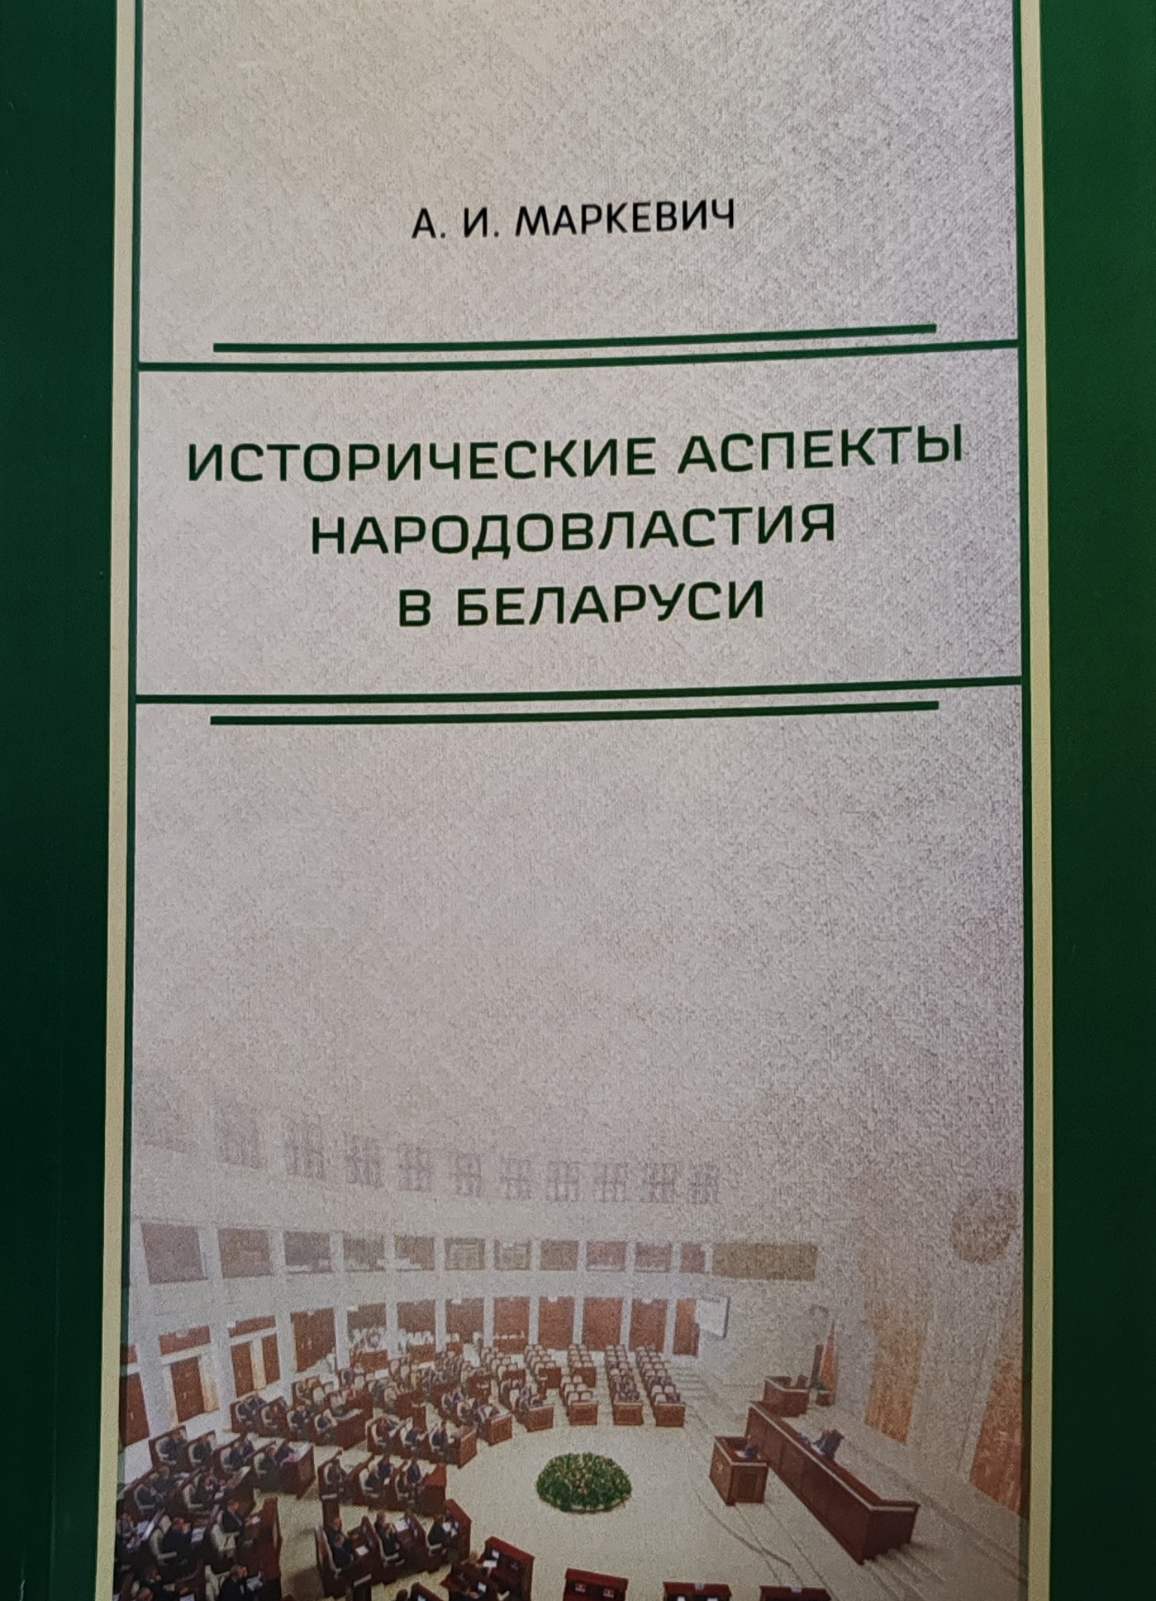 А. И. МАРКЕВИЧ
ИСТОРИЧЕСКИЕ АСПЕКТЫ
НАРОДОВЛАСТИЯ
В БЕЛАРУСИ